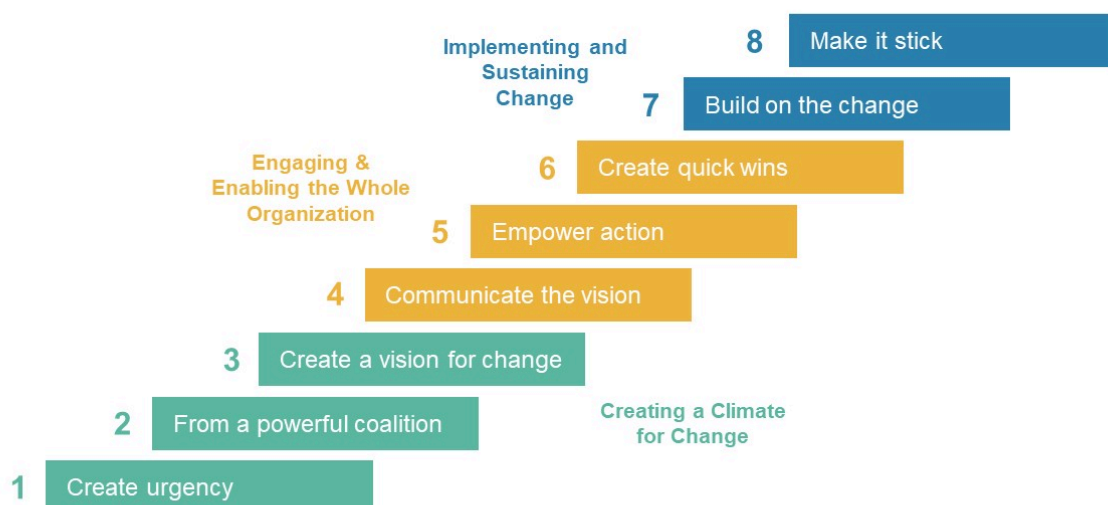 Implementing and
Sustaining
Change
8 Make it stick
7 Build on the change
Engaging &
Enabling the Whole
Organization
6 Create quick wins
5 Empower action
4 Communicate the vision
3 Create a vision for change
2 From a powerful coalition
Creating a Climate
for Change
1 Create urgency